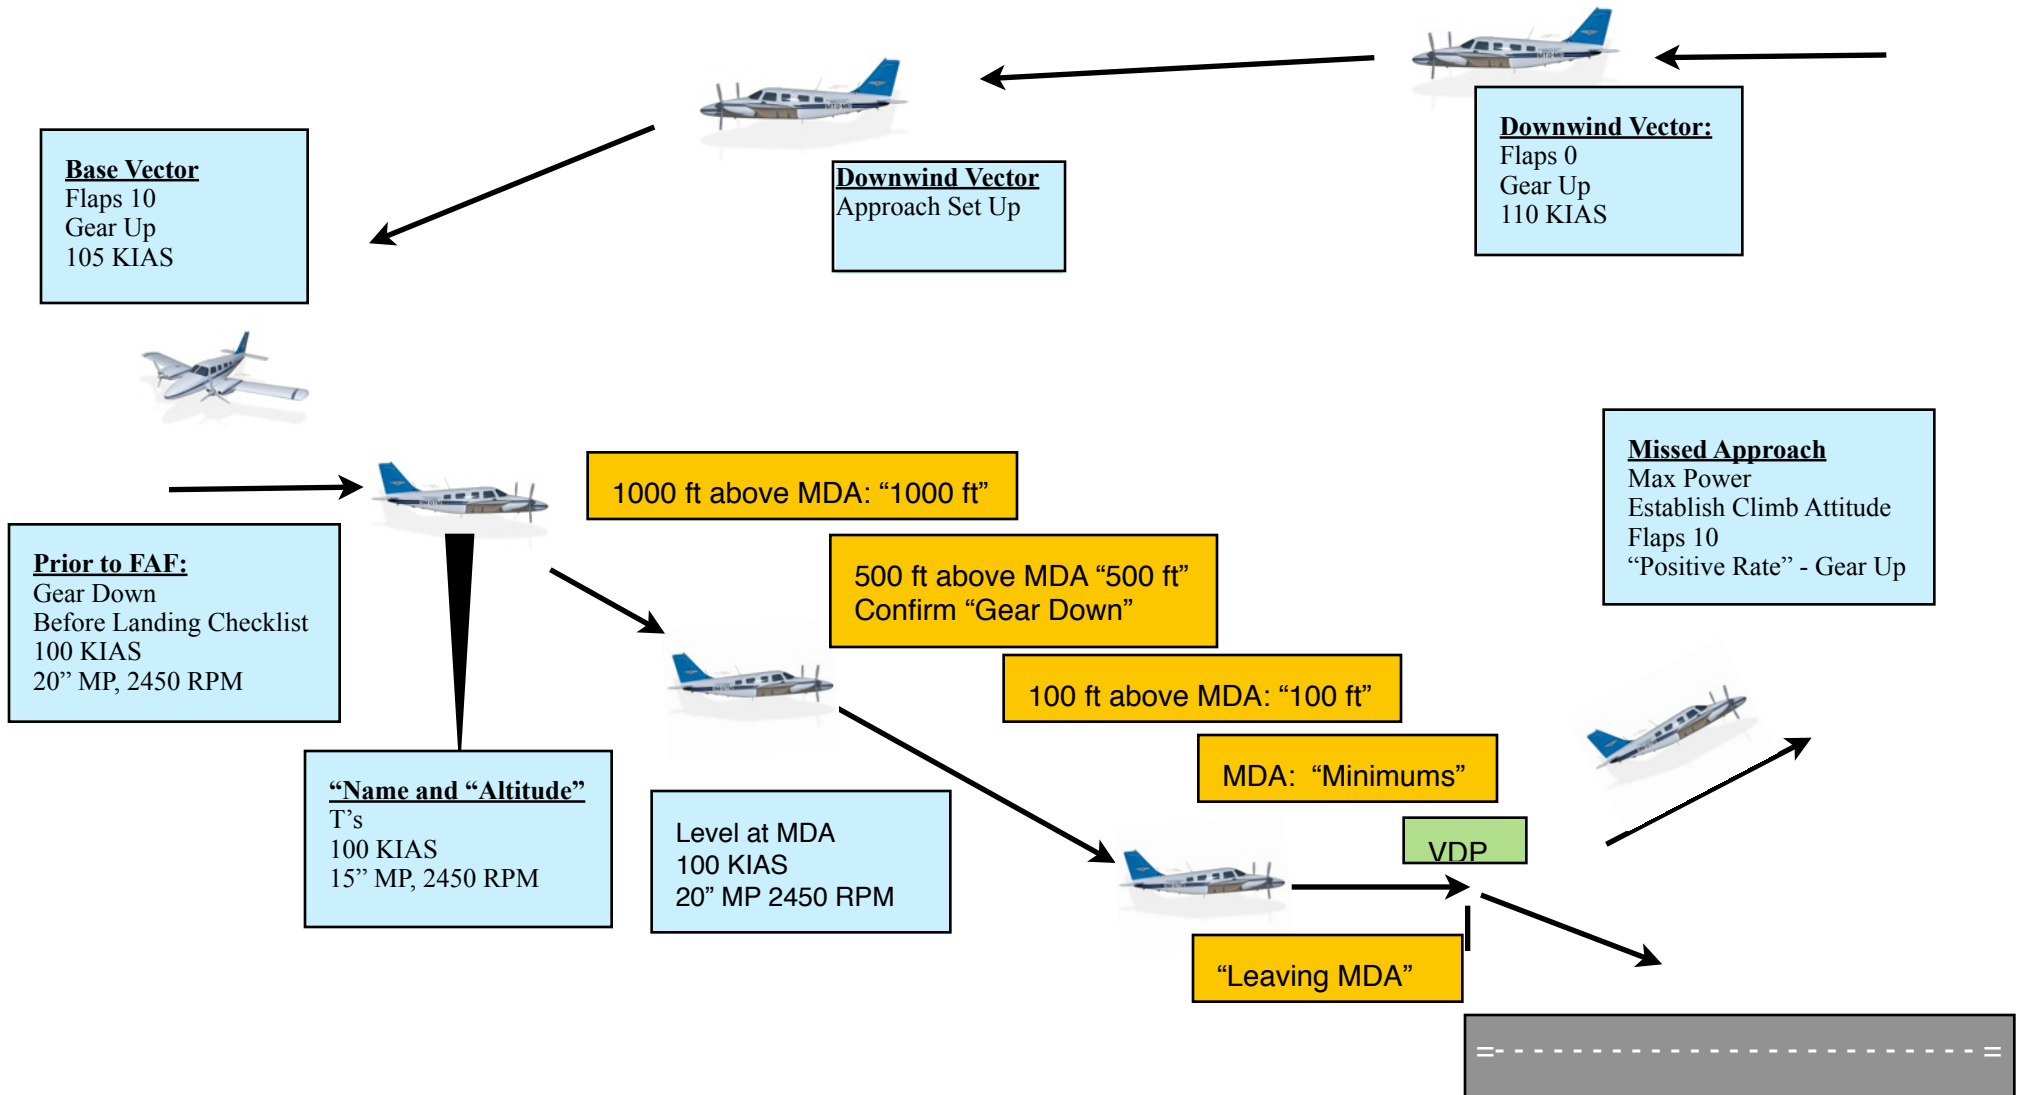 Downwind Vector:
Flaps 0
Gear Up
110 KIAS
Downwind Vector
Approach Set Up
Base Vector
Flaps 10
Gear Up
105 KIAS
Prior to FAF:
Gear Down
Before Landing Checklist
100 KIAS
20” MP, 2450 RPM
“Name and “Altitude”
T’s
100 KIAS
15” MP, 2450 RPM
1000 ft above MDA: “1000 ft”
500 ft above MDA “500 ft”
Confirm “Gear Down”
100 ft above MDA: “100 ft”
MDA:  “Minimums”
Level at MDA
100 KIAS
20” MP 2450 RPM
VDP
“Leaving MDA”
Missed Approach
Max Power
Establish Climb Attitude
Flaps 10
“Positive Rate” - Gear Up